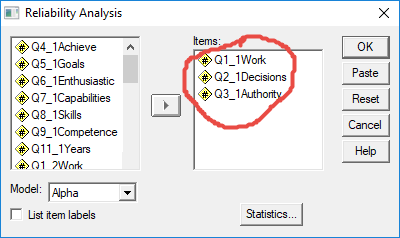 Reliability Analysis
Items:
Q4_1Achieve
Q5_1Goals
Q6_1Enthusiastic
Q7_1Capabilities
Q8_1Skills
Q9_1Competence
Q11_1Years
Q1_2Work
Q1_1Work
Q2_1Decisions
Q3_1Authority
OK
Paste
Reset
Cancel
Help
Model:
Alpha
List item labels
Statistics...